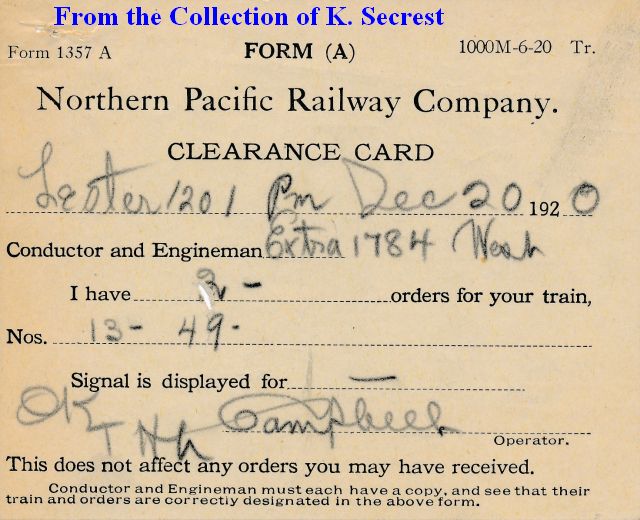 From the Collection of K. Secrest
Form 1357 A FORM (A) 1000M-6-20 Tr.
Northern Pacific Railway Company.
CLEARANCE CARD
Lester 1201 Pm Dec 20 1920
Conductor and Engineman Extra 1784 West
I have 2 - orders for your train,
Nos. 13 - 49 -
Signal is displayed for —
OK Campbell
Operator.
This does not affect any orders you may have received.
Conductor and Engineman must each have a copy, and see that their
train and orders are correctly designated in the above form.